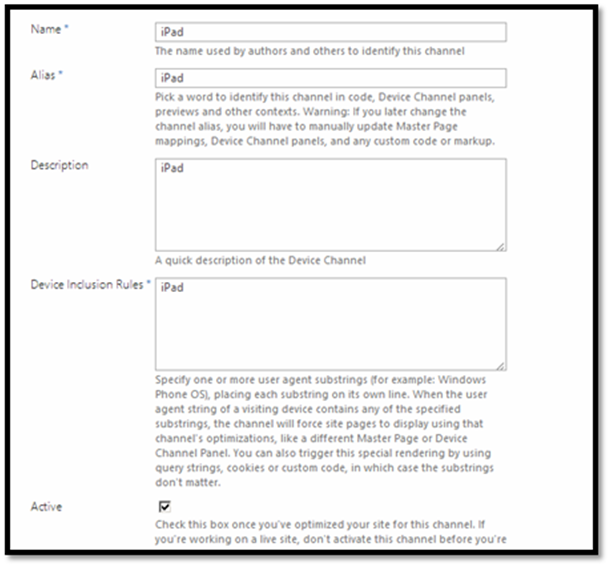 Name *
iPad
The name used by authors and others to identify this channel
Alias *
iPad
Pick a word to identify this channel in code, Device Channel panels,
previews and other contexts. Warning: If you later change the
channel alias, you will have to manually update Master Page
mappings, Device Channel panels, and any custom code or markup.
Description
iPad
A quick description of the Device Channel
Device Inclusion Rules *
iPad
Specify one or more user agent substrings (for example: Windows
Phone OS), placing each substring on its own line. When the user
agent string of a visiting device contains any of the specified
substrings, the channel will force site pages to display using that
channel's optimizations, like a different Master Page or Device
Channel Panel. You can also trigger this special rendering by using
query strings, cookies or custom code, in which case the substrings
don't matter.
Active
Check this box once you've optimized your site for this channel. If
you're working on a live site, don't activate this channel before you're